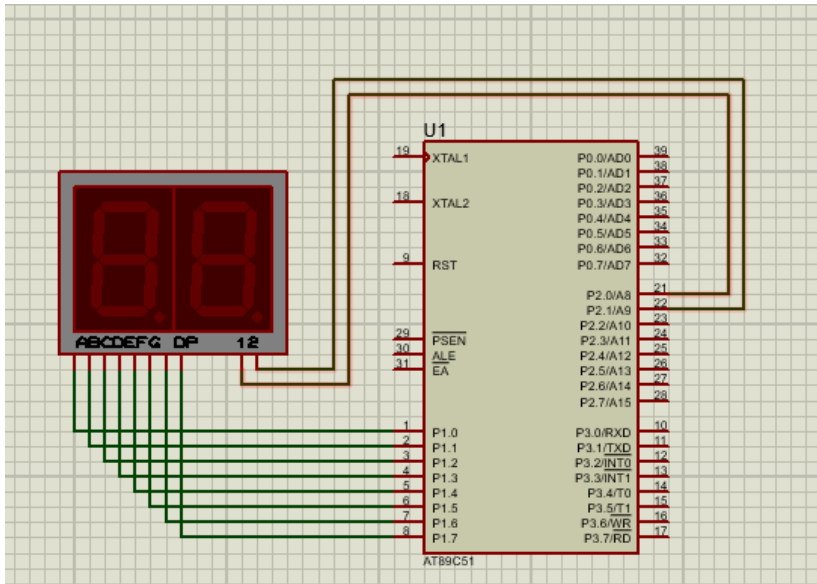 U1
19 XTAL1
18 XTAL2
9 RST
29 PSEN
30 ALE
31 EA
1 P1.0
2 P1.1
3 P1.2
4 P1.3
5 P1.4
6 P1.5
7 P1.6
8 P1.7
P0.0/AD0 39
P0.1/AD1 38
P0.2/AD2 37
P0.3/AD3 36
P0.4/AD4 35
P0.5/AD5 34
P0.6/AD6 33
P0.7/AD7 32
P2.0/A8 21
P2.1/A9 22
P2.2/A10 23
P2.3/A11 24
P2.4/A12 25
P2.5/A13 26
P2.6/A14 27
P2.7/A15 28
P3.0/RXD 10
P3.1/TXD 11
P3.2/INT0 12
P3.3/INT1 13
P3.4/T0 14
P3.5/T1 15
P3.6/WR 16
P3.7/RD 17
AT89C51
ABCDEFG DP 12